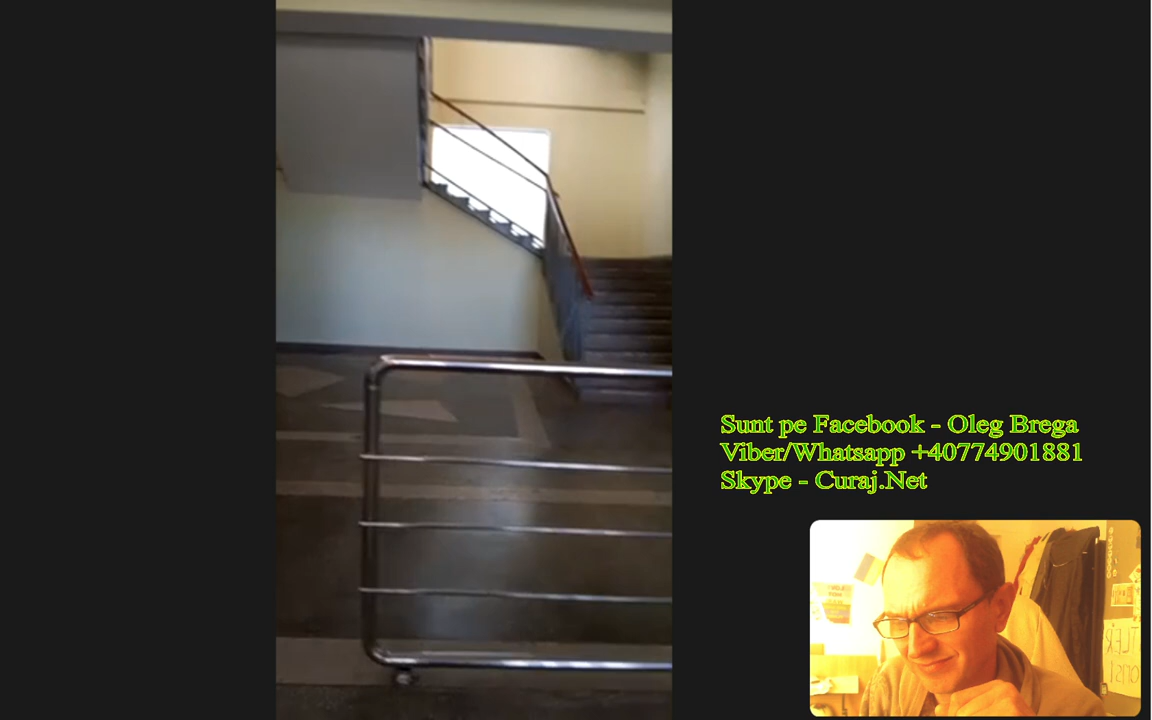 Sunt pe Facebook - Oleg Brega
Viber/Whatsapp +40774901881
Skype - Curaj.Net